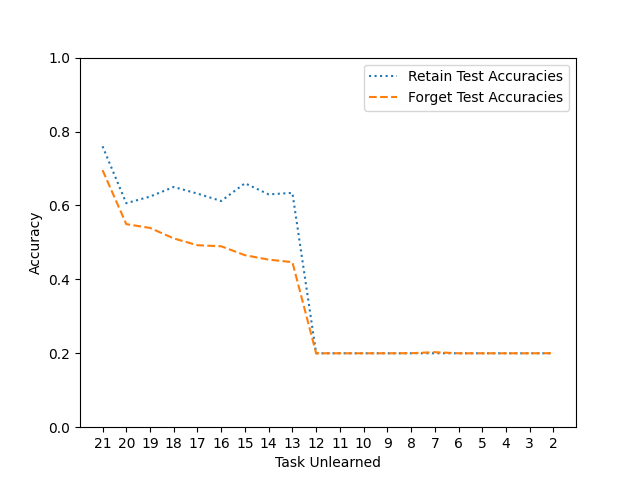 Retain Test Accuracies
Forget Test Accuracies
1.0
0.8
0.6
0.4
0.2
0.0
Accuracy
21 20 19 18 17 16 15 14 13 12 11 10 9 8 7 6 5 4 3 2
Task Unlearned